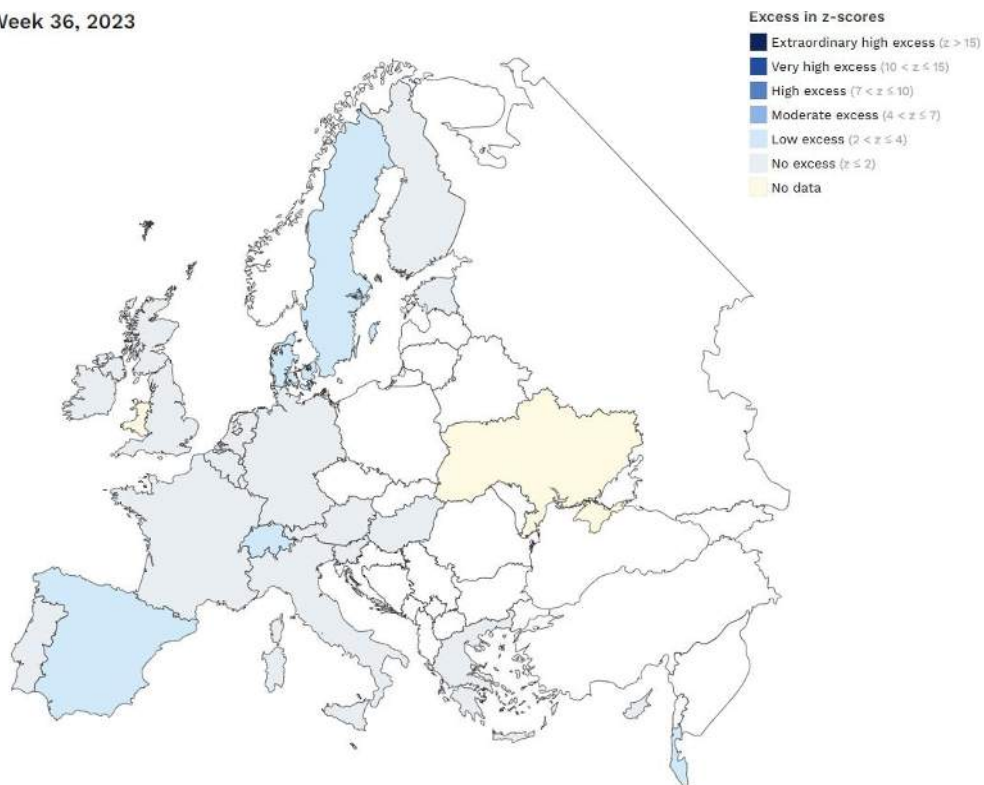 Week 36, 2023
Excess in z-scores
Extraordinary high excess (z > 15)
Very high excess (10 < z ≤ 15)
High excess (7 < z ≤ 10)
Moderate excess (4 < z ≤ 7)
Low excess (2 < z ≤ 4)
No excess (z ≤ 2)
No data